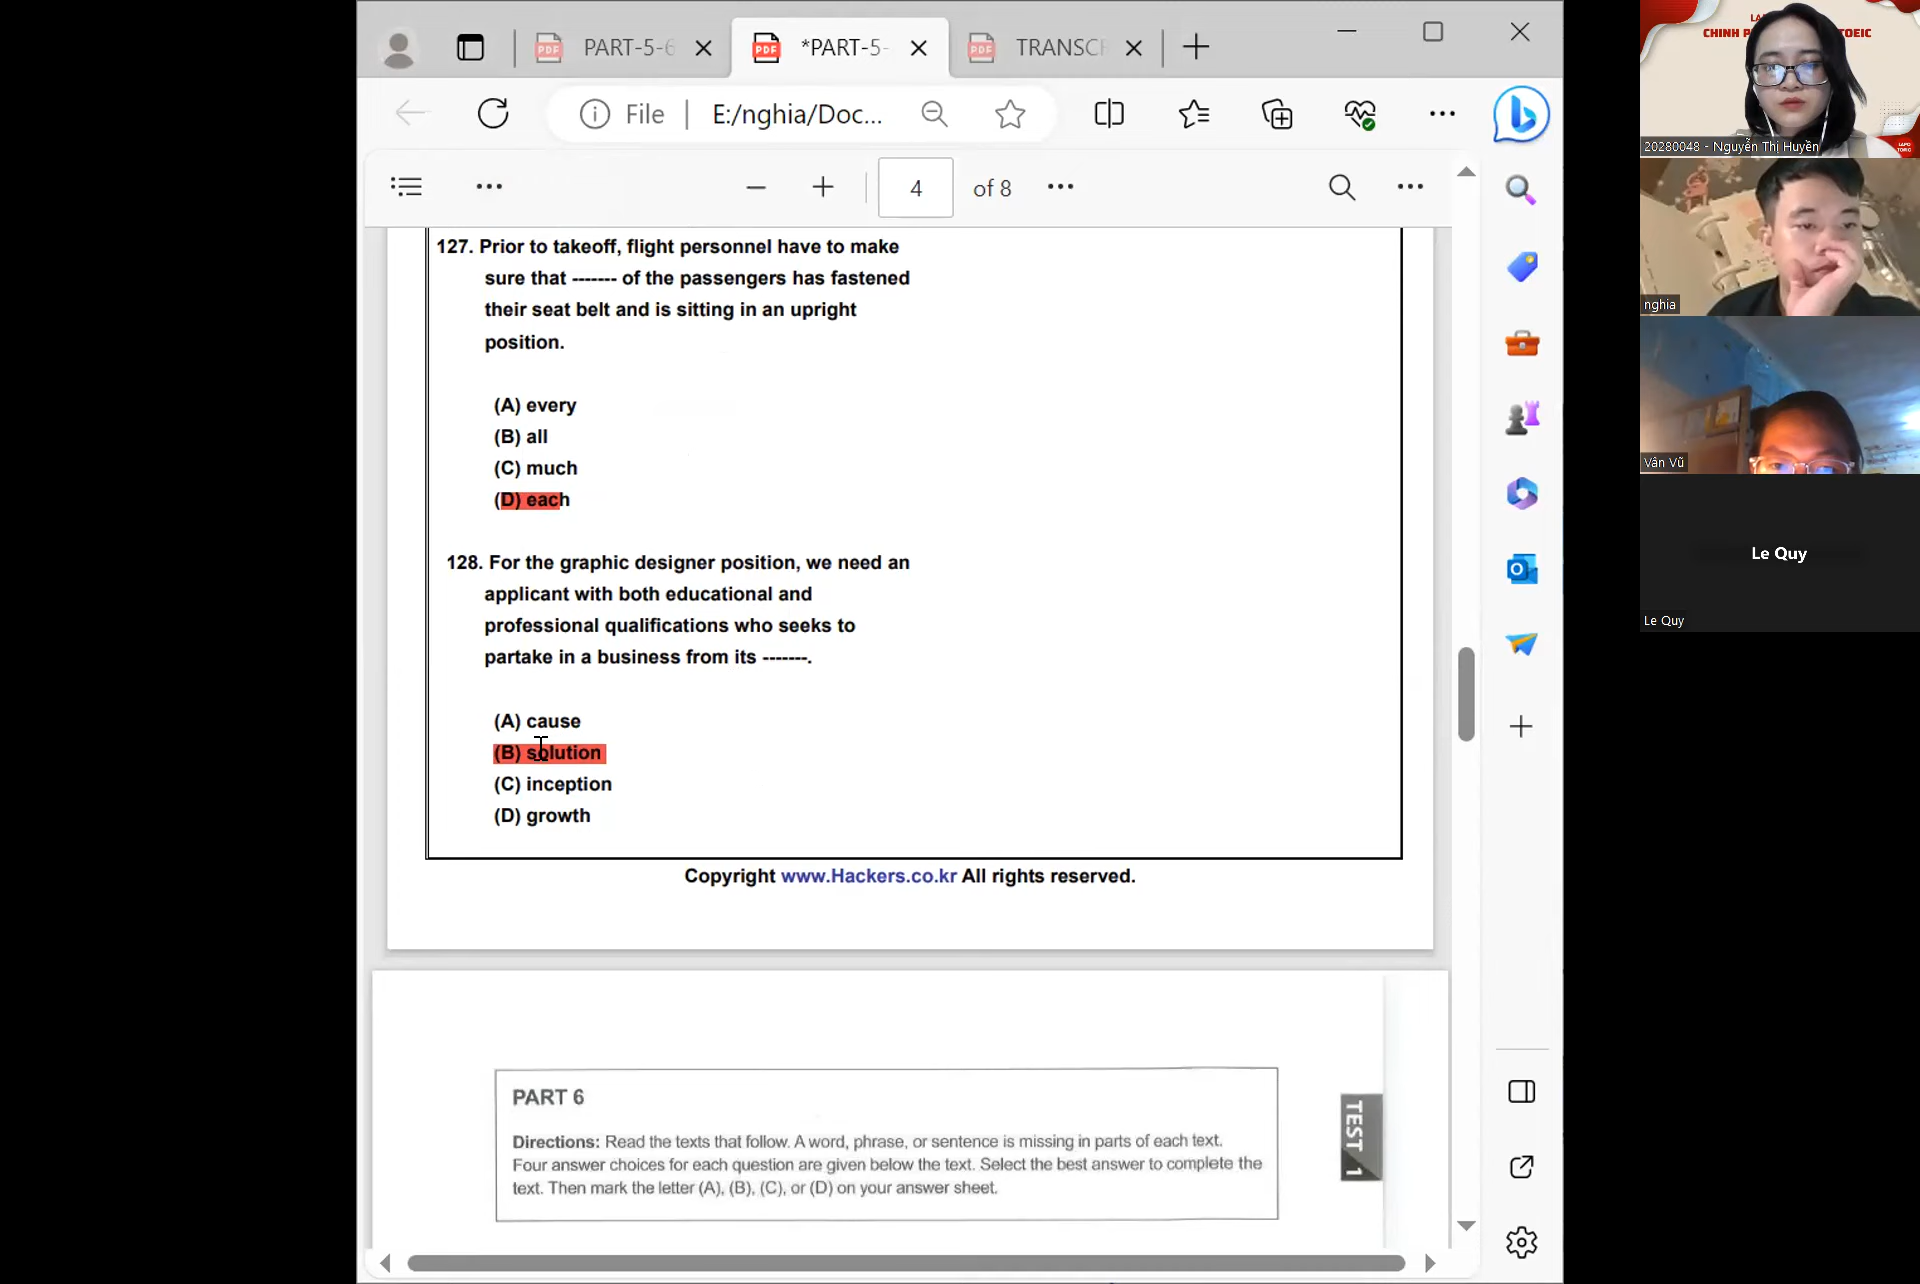 PART-5-6
*PART-5-
TRANSCR
File
E:/nghia/Doc...
4
of 8
127. Prior to takeoff, flight personnel have to make
sure that ------- of the passengers has fastened
their seat belt and is sitting in an upright
position.
(A) every
(B) all
(C) much
(D) each
128. For the graphic designer position, we need an
applicant with both educational and
professional qualifications who seeks to
partake in a business from its -------.
(A) cause
(B) solution
(C) inception
(D) growth
Copyright www.Hackers.co.kr All rights reserved.
PART 6
Directions: Read the texts that follow. A word, phrase, or sentence is missing in parts of each text.
Four answer choices for each question are given below the text. Select the best answer to complete the
text. Then mark the letter (A), (B), (C), or (D) on your answer sheet.
TEST 1
CHINH P
TOEIC
20280048 - Nguyễn Thị Huyền
nghia
Vân Vũ
Le Quy
Le Quy